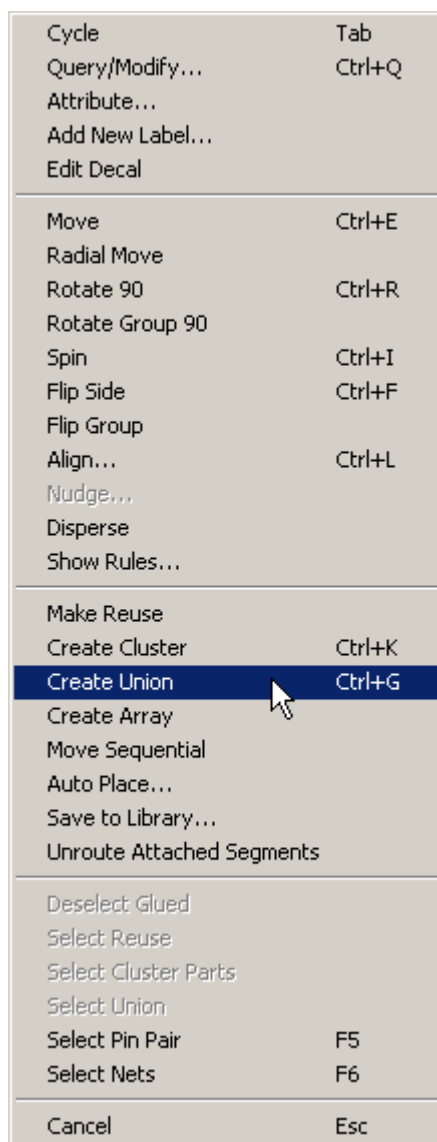 Cycle Tab
Query/Modify... Ctrl+Q
Attribute...
Add New Label...
Edit Decal
Move Ctrl+E
Radial Move
Rotate 90 Ctrl+R
Rotate Group 90
Spin Ctrl+I
Flip Side Ctrl+F
Flip Group
Align... Ctrl+L
Nudge...
Disperse
Show Rules...
Make Reuse
Create Cluster Ctrl+K
Create Union Ctrl+G
Create Array
Move Sequential
Auto Place...
Save to Library...
Unroute Attached Segments
Deselect Glued
Select Reuse
Select Cluster Parts
Select Union
Select Pin Pair F5
Select Nets F6
Cancel Esc